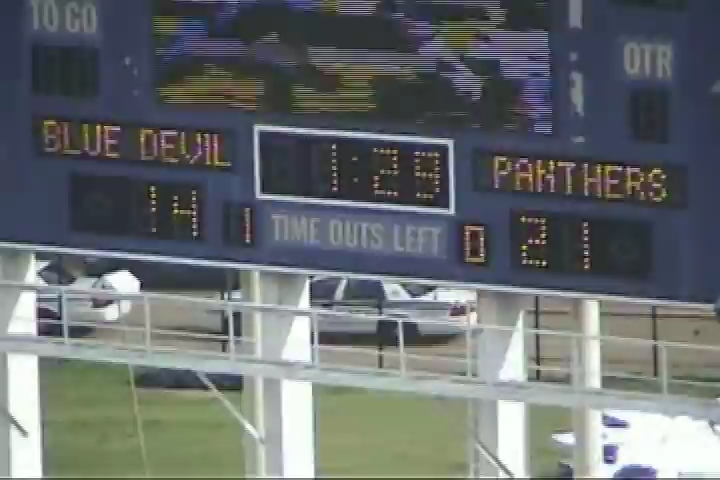 TO GO
QTR
BLUE DEVIL 1:29 PANTHERS
14 1 TIME OUTS LEFT 0 21